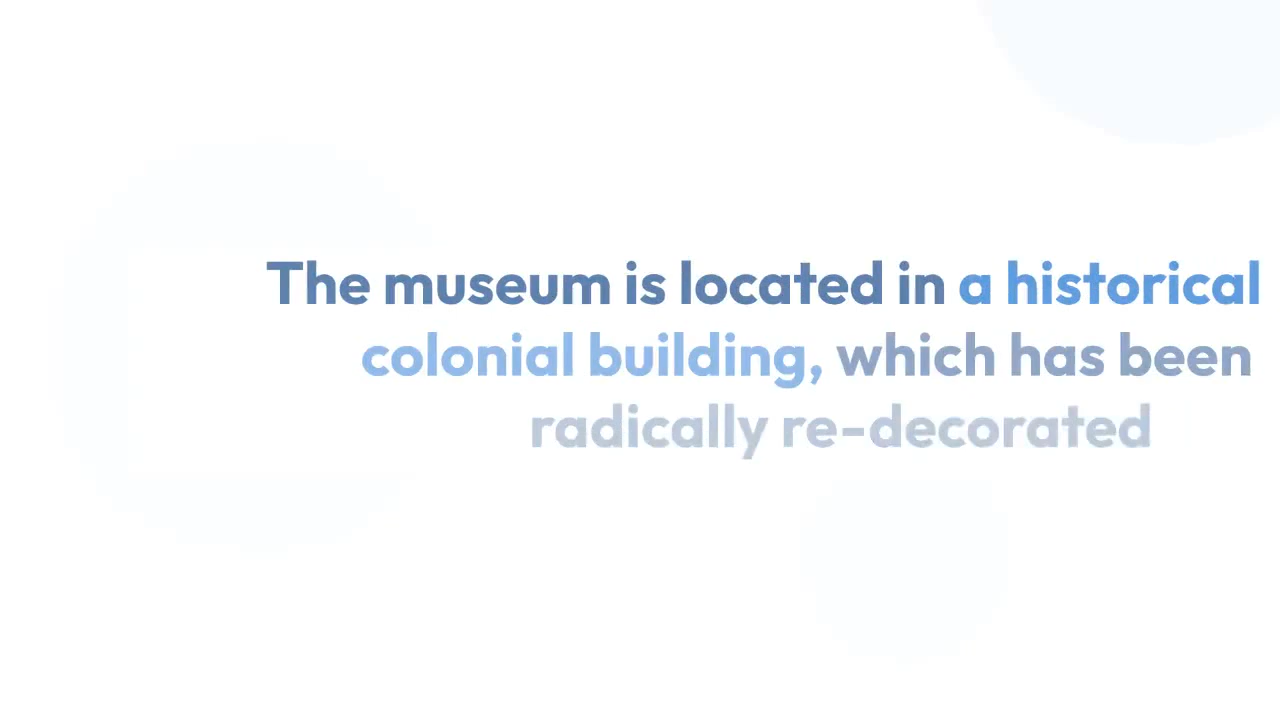 The museum is located in a historical
colonial building, which has been
radically re-decorated